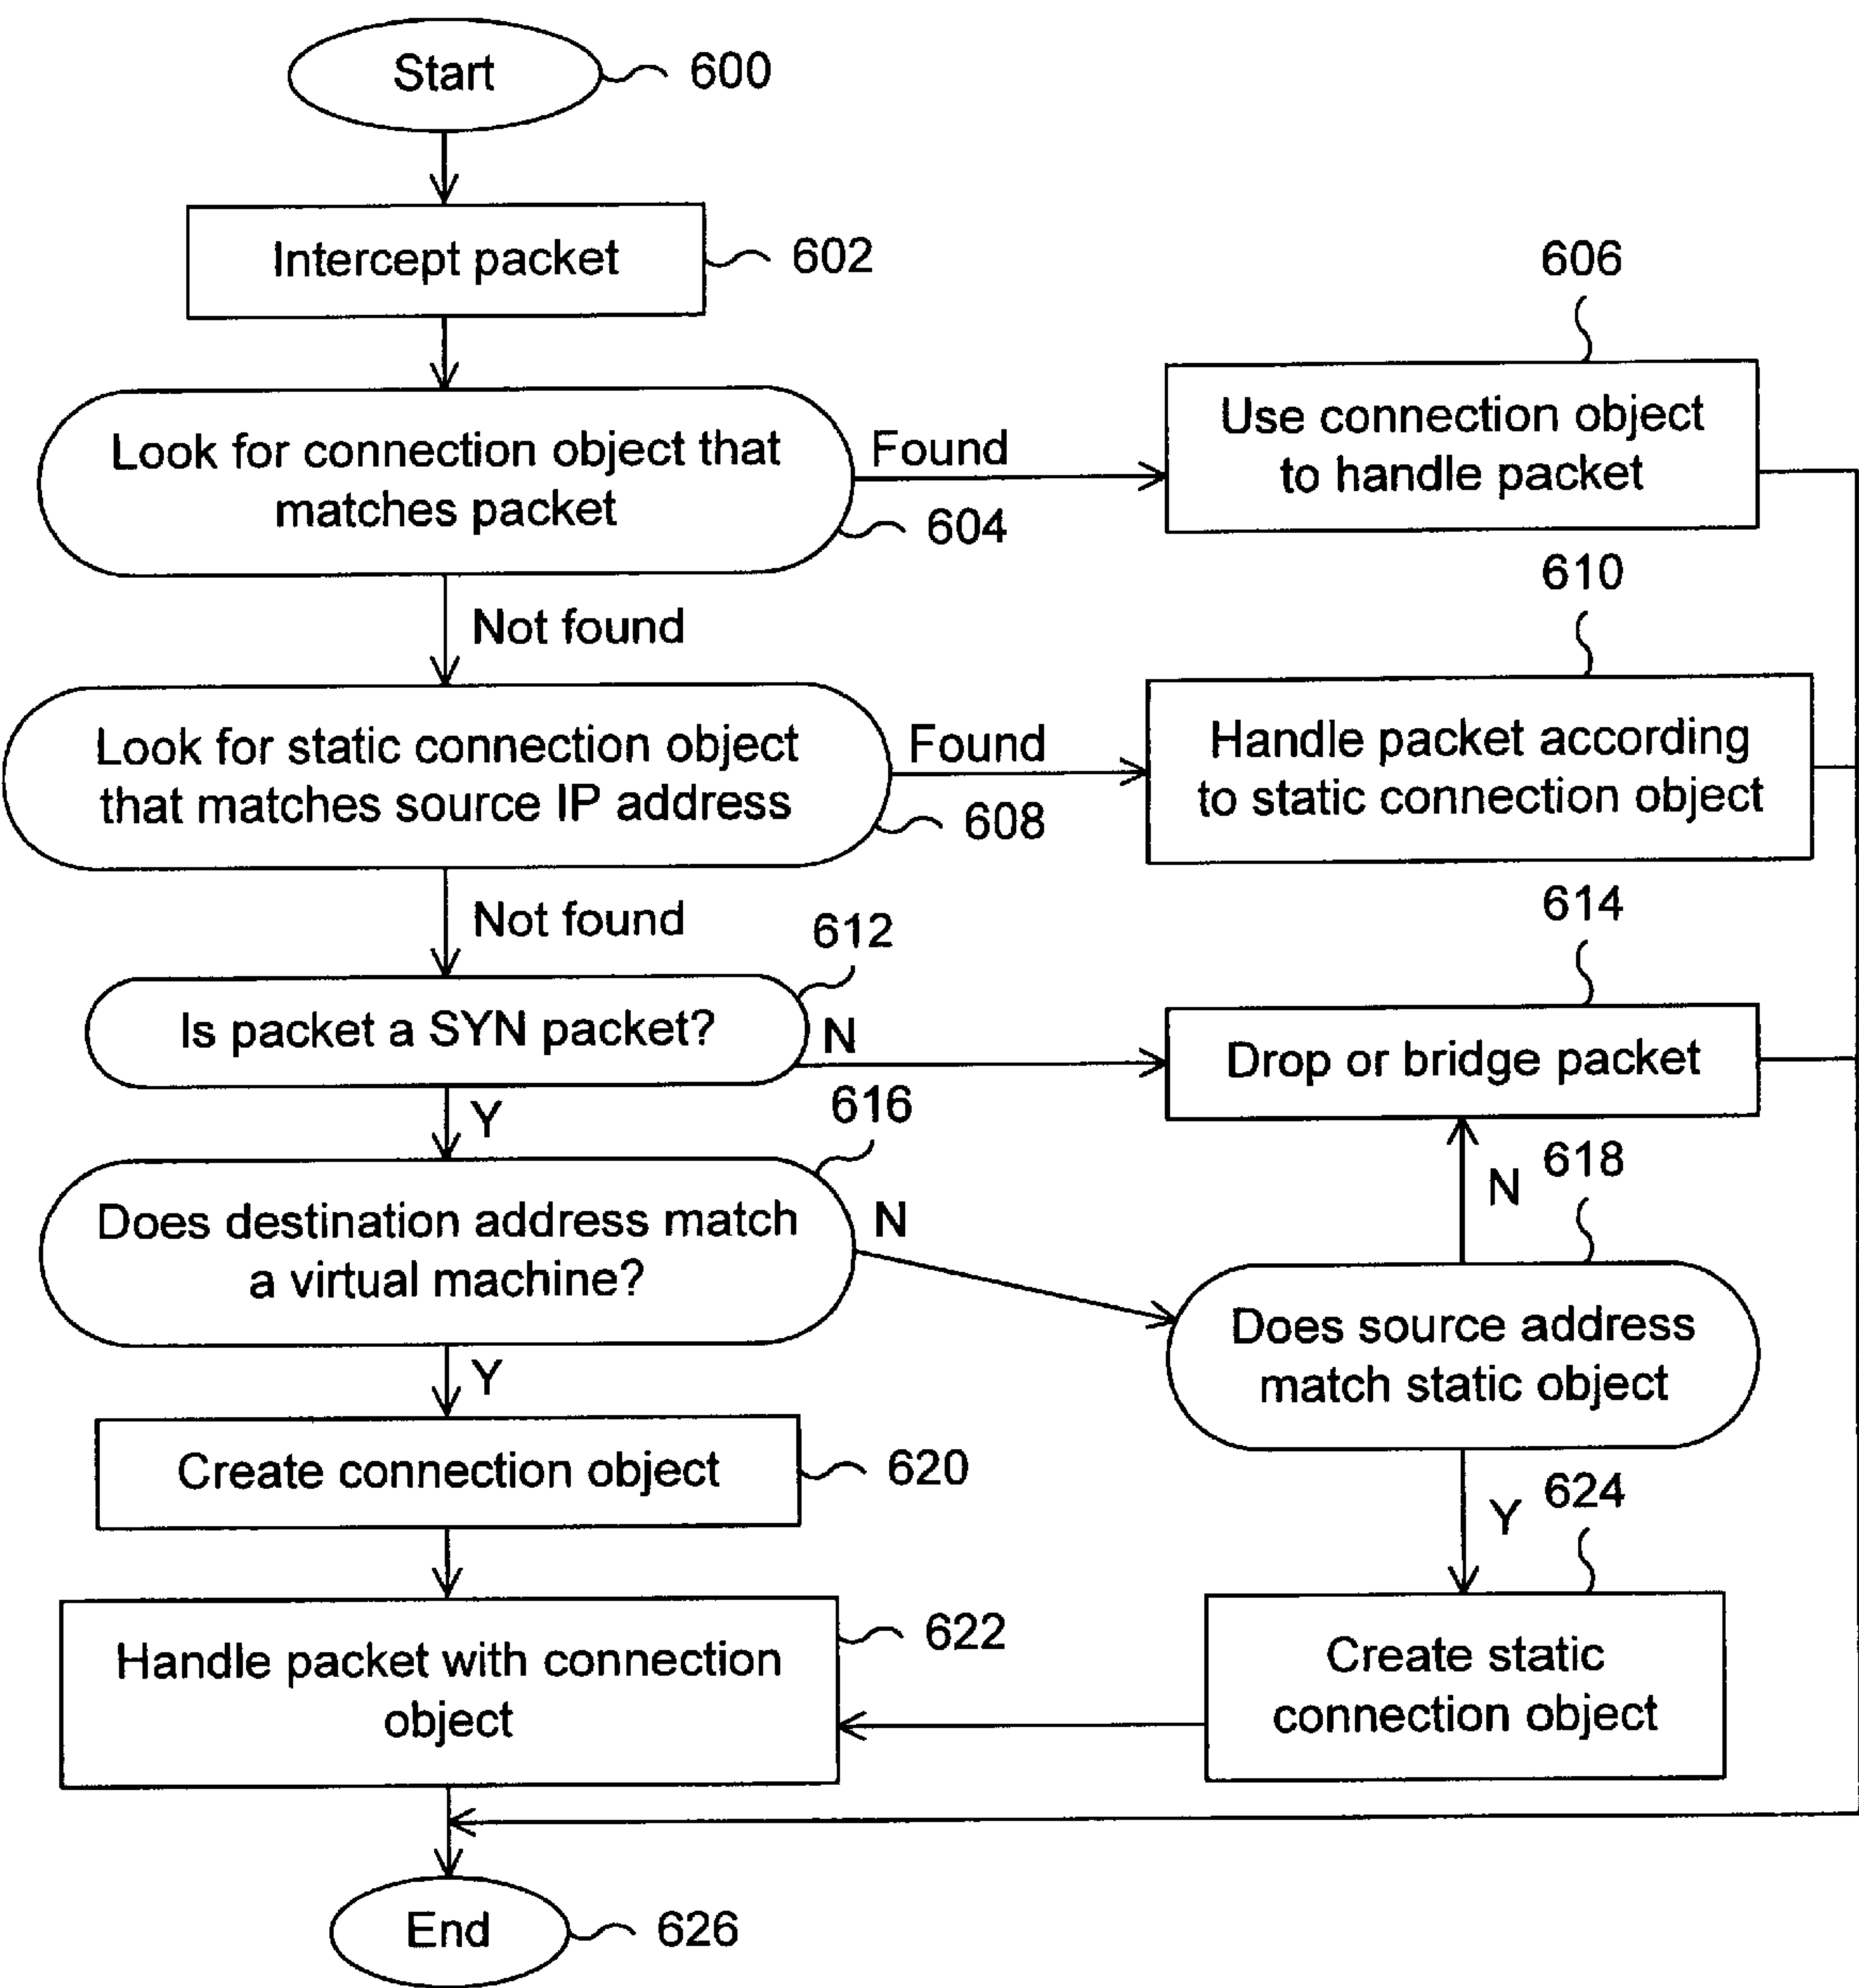 Start
600
Intercept packet
602
606
Look for connection object that
matches packet
Found
604
Use connection object
to handle packet
610
Not found
Look for static connection object
that matches source IP address
Found
608
Handle packet according
to static connection object
614
Not found
612
Is packet a SYN packet?
N
Drop or bridge packet
Y
616
618
N
Does destination address match
a virtual machine?
N
Does source address
match static object
Y
624
Y
Create connection object
620
Handle packet with connection
object
622
Create static
connection object
End
626